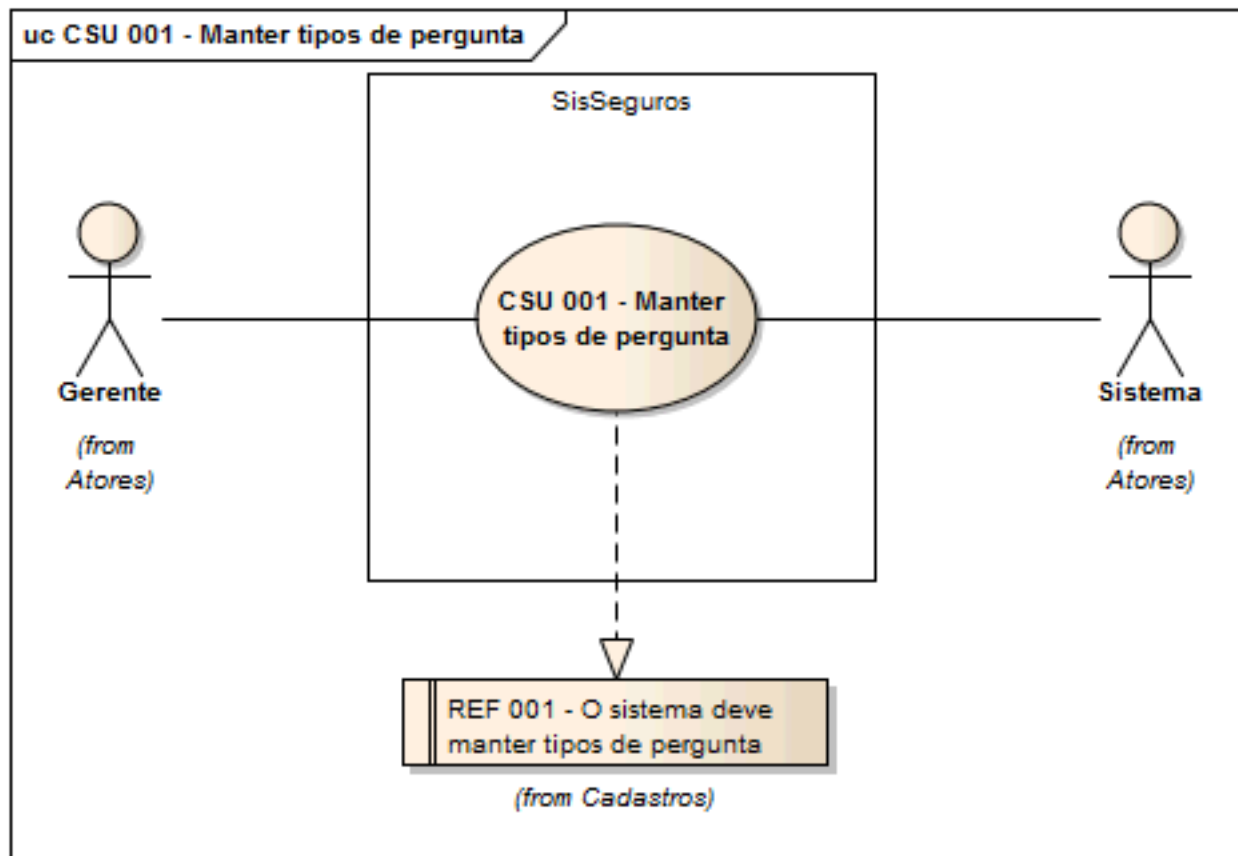 uc CSU 001 - Manter tipos de pergunta
SisSeguros
CSU 001 - Manter
tipos de pergunta
Gerente
(from
Atores)
Sistema
(from
Atores)
REF 001 - O sistema deve
manter tipos de pergunta
(from Cadastros)